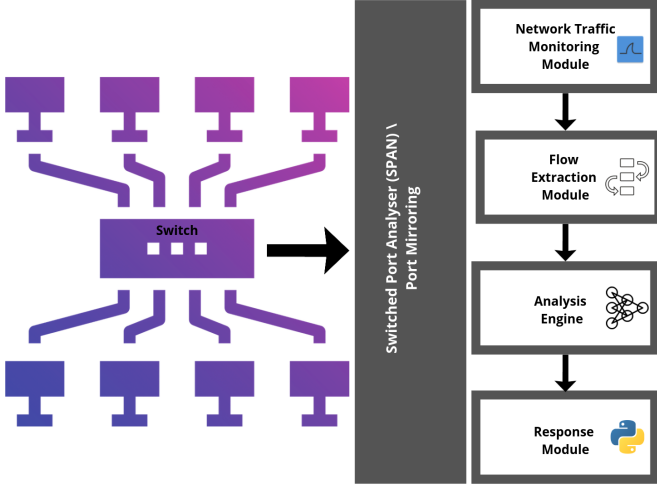 Switch
Switched Port Analyser (SPAN) \
Port Mirroring
Network Traffic
Monitoring
Module
Flow
Extraction
Module
Analysis
Engine
Response
Module